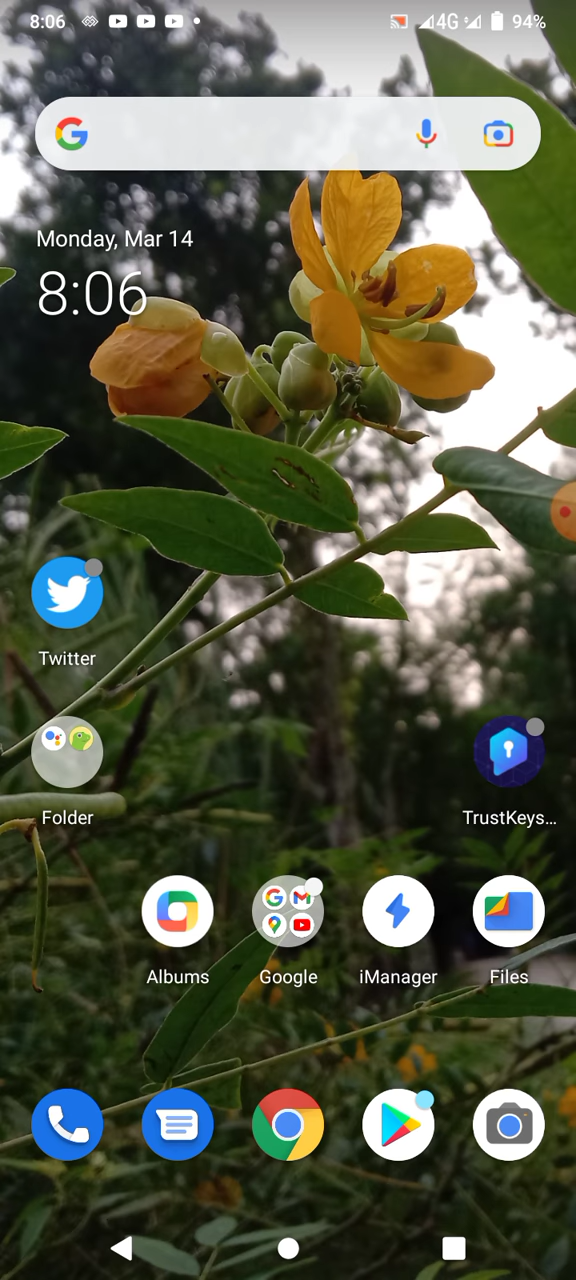 8:06
4G
94%
Monday, Mar 14
8:06
Twitter
Folder
TrustKeys...
Albums
Google
iManager
Files